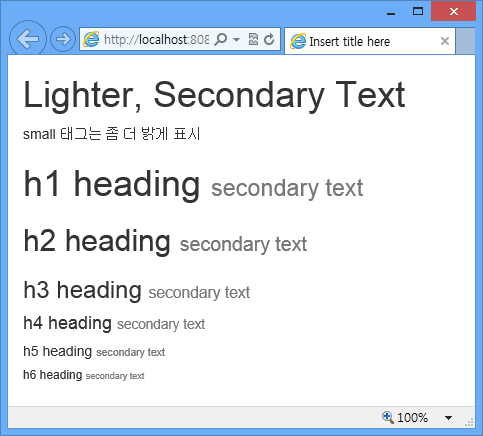 http://localhost:808
Insert title here
Lighter, Secondary Text
small 태그는 좀 더 밝게 표시
h1 heading secondary text
h2 heading secondary text
h3 heading secondary text
h4 heading secondary text
h5 heading secondary text
h6 heading secondary text
100%